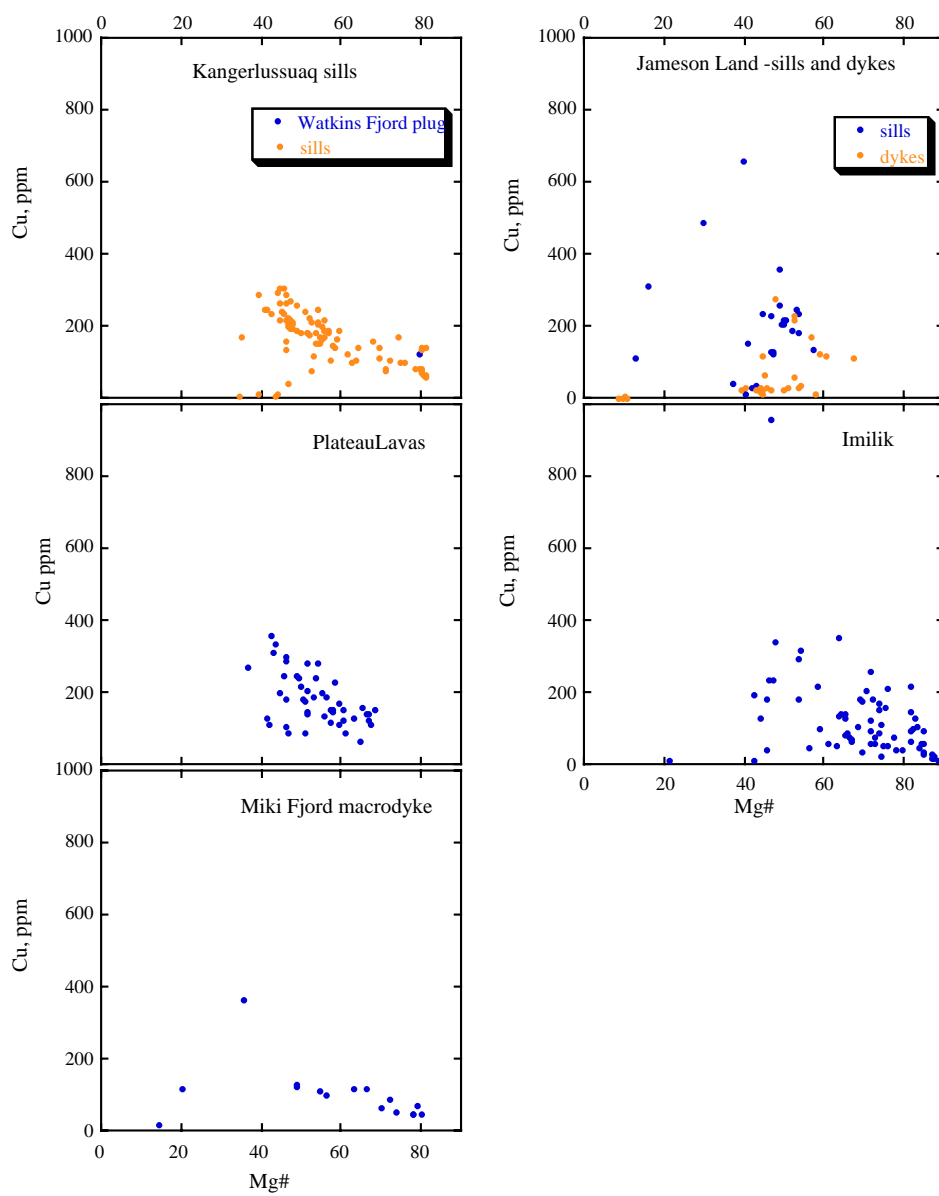 0 20 40 60 80
1000
800
600
400
200
0
Cu, ppm
Kangerlussuaq sills
Watkins Fjord plug
sills
0 20 40 60 80
1000
800
600
400
200
0
Cu, ppm
Jameson Land -sills and dykes
sills
dykes
800
600
400
200
0
Cu ppm
PlateauLavas
800
600
400
200
0
Cu, ppm
Imilik
0 20 40 60 80
Mg#
1000
800
600
400
200
0
Cu, ppm
Miki Fjord macrodyke
0 20 40 60 80
Mg#